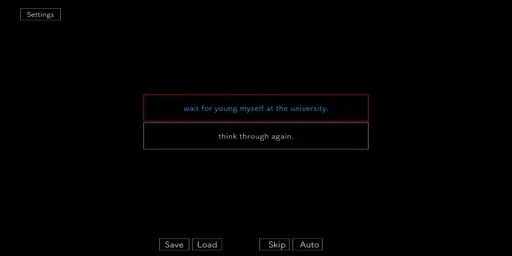 Settings
wait for young myself at the university.
think through again.
Save Load Skip Auto